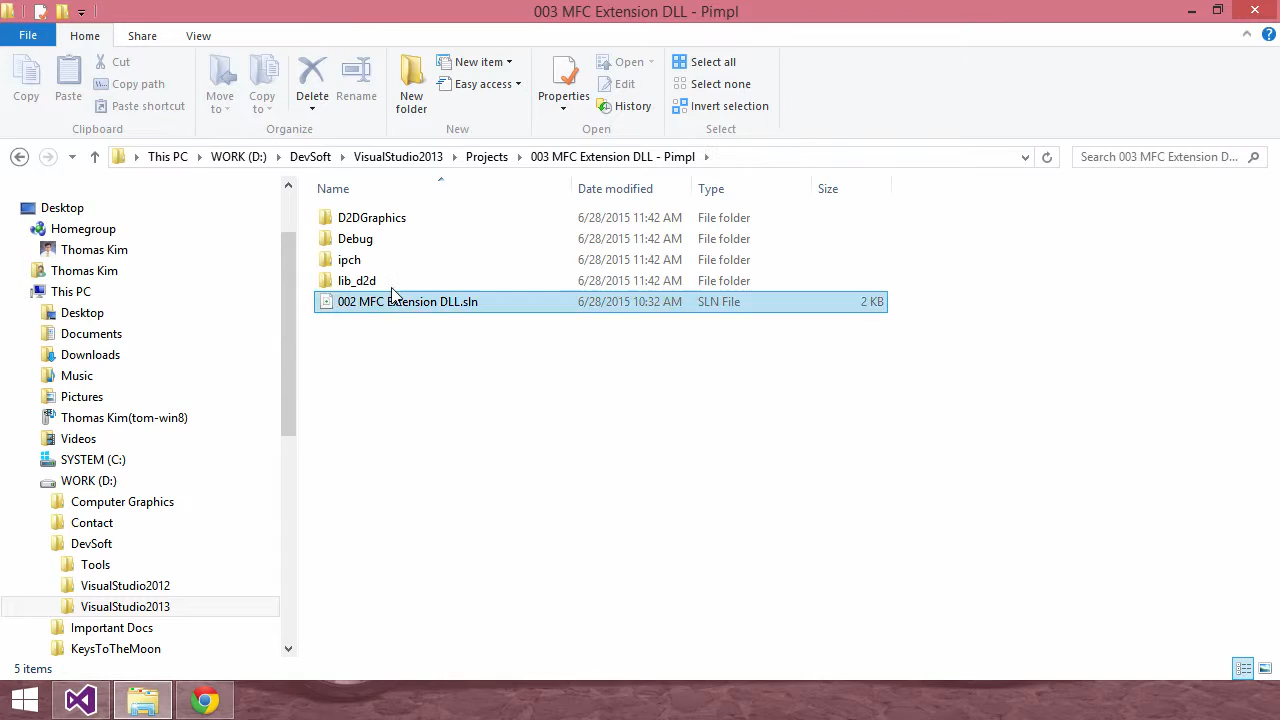 003 MFC Extension DLL - Pimpl
File Home Share View
Copy Paste Cut Copy path Paste shortcut Clipboard
Move to Copy to Delete Rename Organize
New folder New item Easy access New
Properties Open Edit History Open
Select all Select none Invert selection Select
This PC WORK (D:) DevSoft VisualStudio2013 Projects 003 MFC Extension DLL - Pimpl Search 003 MFC Extension D...
Name Date modified Type Size
D2DGraphics 6/28/2015 11:42 AM File folder
Debug 6/28/2015 11:42 AM File folder
ipch 6/28/2015 11:42 AM File folder
lib_d2d 6/28/2015 11:42 AM File folder
002 MFC Extension DLL.sln 6/28/2015 10:32 AM SLN File 2 KB
Desktop
Homegroup
Thomas Kim
Thomas Kim
This PC
Desktop
Documents
Downloads
Music
Pictures
Thomas Kim(tom-win8)
Videos
SYSTEM (C:)
WORK (D:)
Computer Graphics
Contact
DevSoft
Tools
VisualStudio2012
VisualStudio2013
Important Docs
KeysToTheMoon
5 items